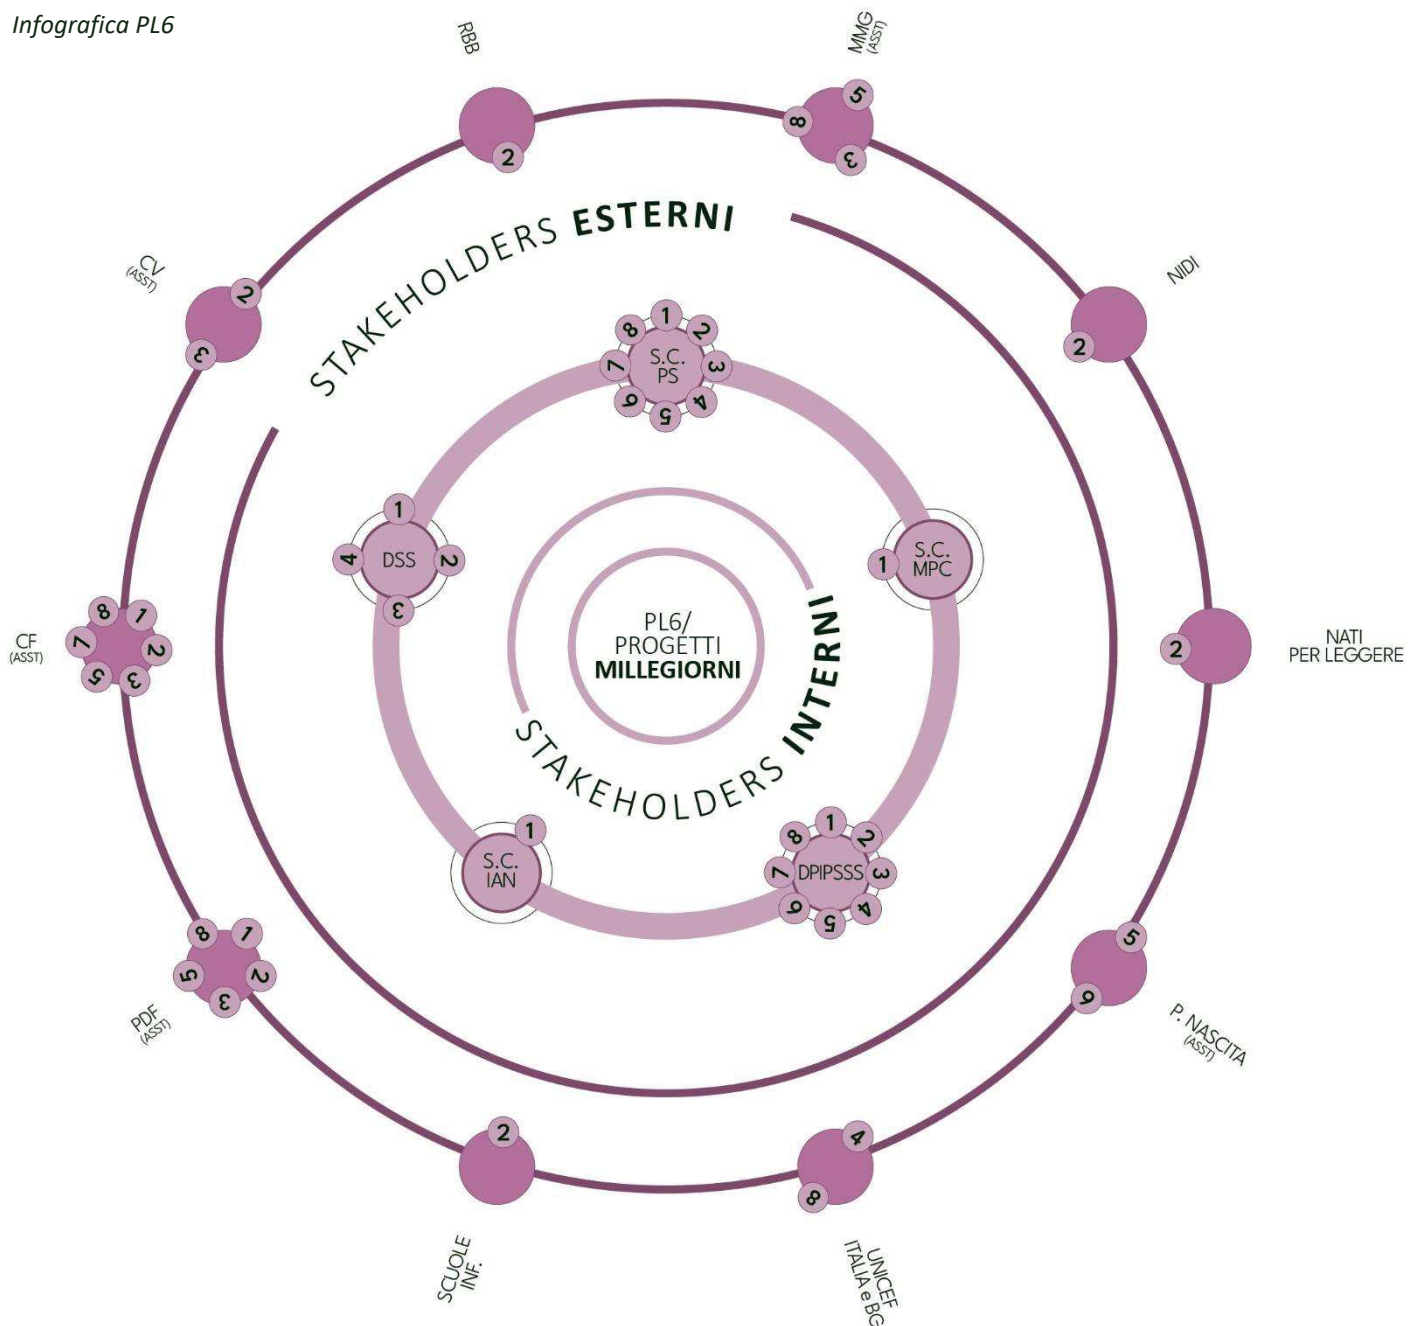 Infografica PL6
RBB
2
MMG
(ASST)
5
8
3
NIDI
2
NATI
PER LEGGERE
2
P. NASCITA
(ASST)
5
6
UNICEF
ITALIA e BG
4
8
SCUOLE
INF.
2
PDF
(ASST)
8
1
2
3
5
CF
(ASST)
8
1
2
3
5
7
CV
(ASST)
2
3
STAKEHOLDERS ESTERNI
S.C.
PS
1
2
3
4
5
6
7
8
S.C.
MPC
1
DPIPSSS
1
2
3
4
5
6
7
8
S.C.
IAN
1
DSS
1
2
3
4
STAKEHOLDERS INTERNI
PL6/
PROGETTI
MILLEGIORNI